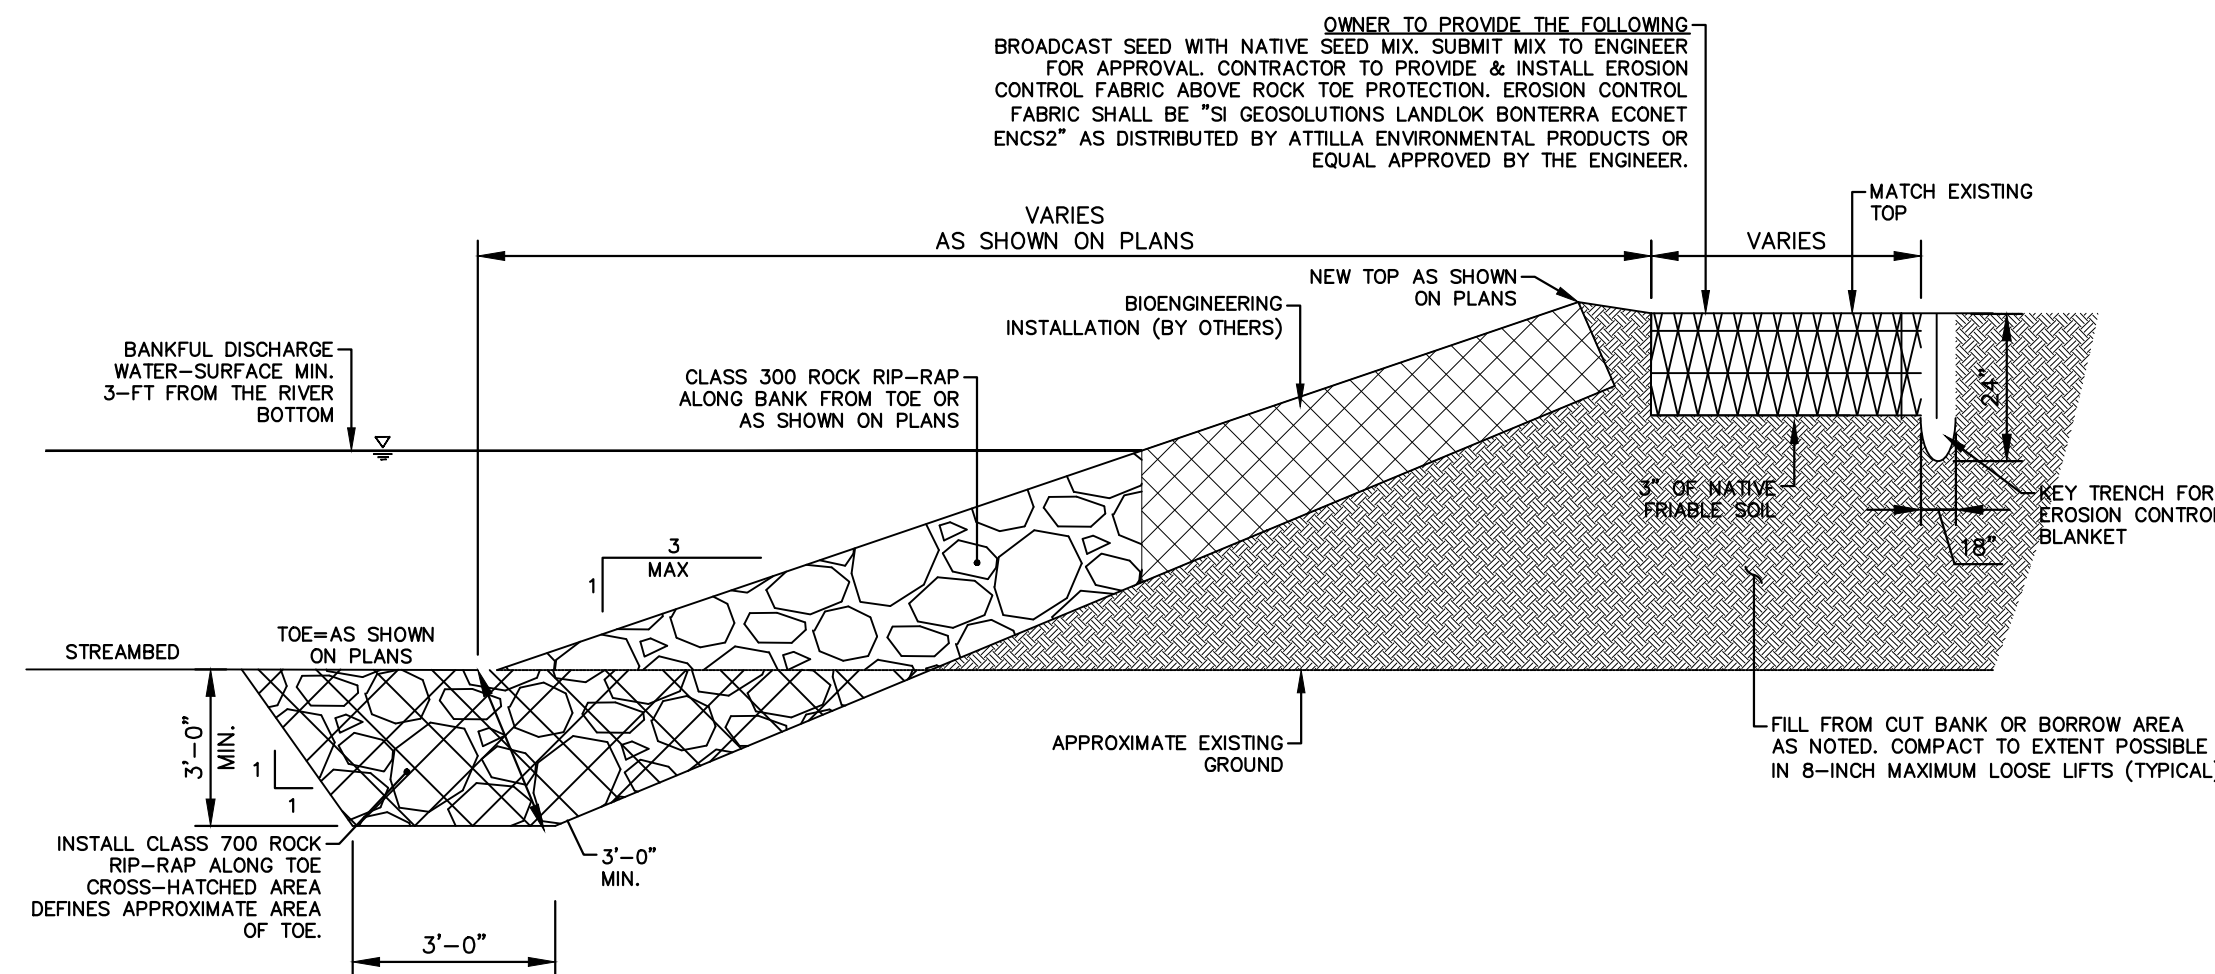 OWNER TO PROVIDE THE FOLLOWING
BROADCAST SEED WITH NATIVE SEED MIX. SUBMIT MIX TO ENGINEER
FOR APPROVAL. CONTRACTOR TO PROVIDE & INSTALL EROSION
CONTROL FABRIC ABOVE ROCK TOE PROTECTION. EROSION CONTROL
FABRIC SHALL BE "SI GEOSOLUTIONS LANDLOK BONTERRA ECONET
ENCS2" AS DISTRIBUTED BY ATTILLA ENVIRONMENTAL PRODUCTS OR
EQUAL APPROVED BY THE ENGINEER.
MATCH EXISTING
TOP
VARIES
AS SHOWN ON PLANS
VARIES
NEW TOP AS SHOWN
ON PLANS
BIOENGINEERING
INSTALLATION (BY OTHERS)
BANKFUL DISCHARGE
WATER-SURFACE MIN.
3-FT FROM THE RIVER
BOTTOM
CLASS 300 ROCK RIP-RAP
ALONG BANK FROM TOE OR
AS SHOWN ON PLANS
24"
3" OF NATIVE
FRIABLE SOIL
KEY TRENCH FOR
EROSION CONTROL
BLANKET
18"
3
MAX
1
STREAMBED
TOE=AS SHOWN
ON PLANS
3'-0"
MIN.
1
1
APPROXIMATE EXISTING
GROUND
FILL FROM CUT BANK OR BORROW AREA
AS NOTED. COMPACT TO EXTENT POSSIBLE
IN 8-INCH MAXIMUM LOOSE LIFTS (TYPICAL)
INSTALL CLASS 700 ROCK
RIP-RAP ALONG TOE
CROSS-HATCHED AREA
DEFINES APPROXIMATE AREA
OF TOE.
3'-0"
MIN.
3'-0"